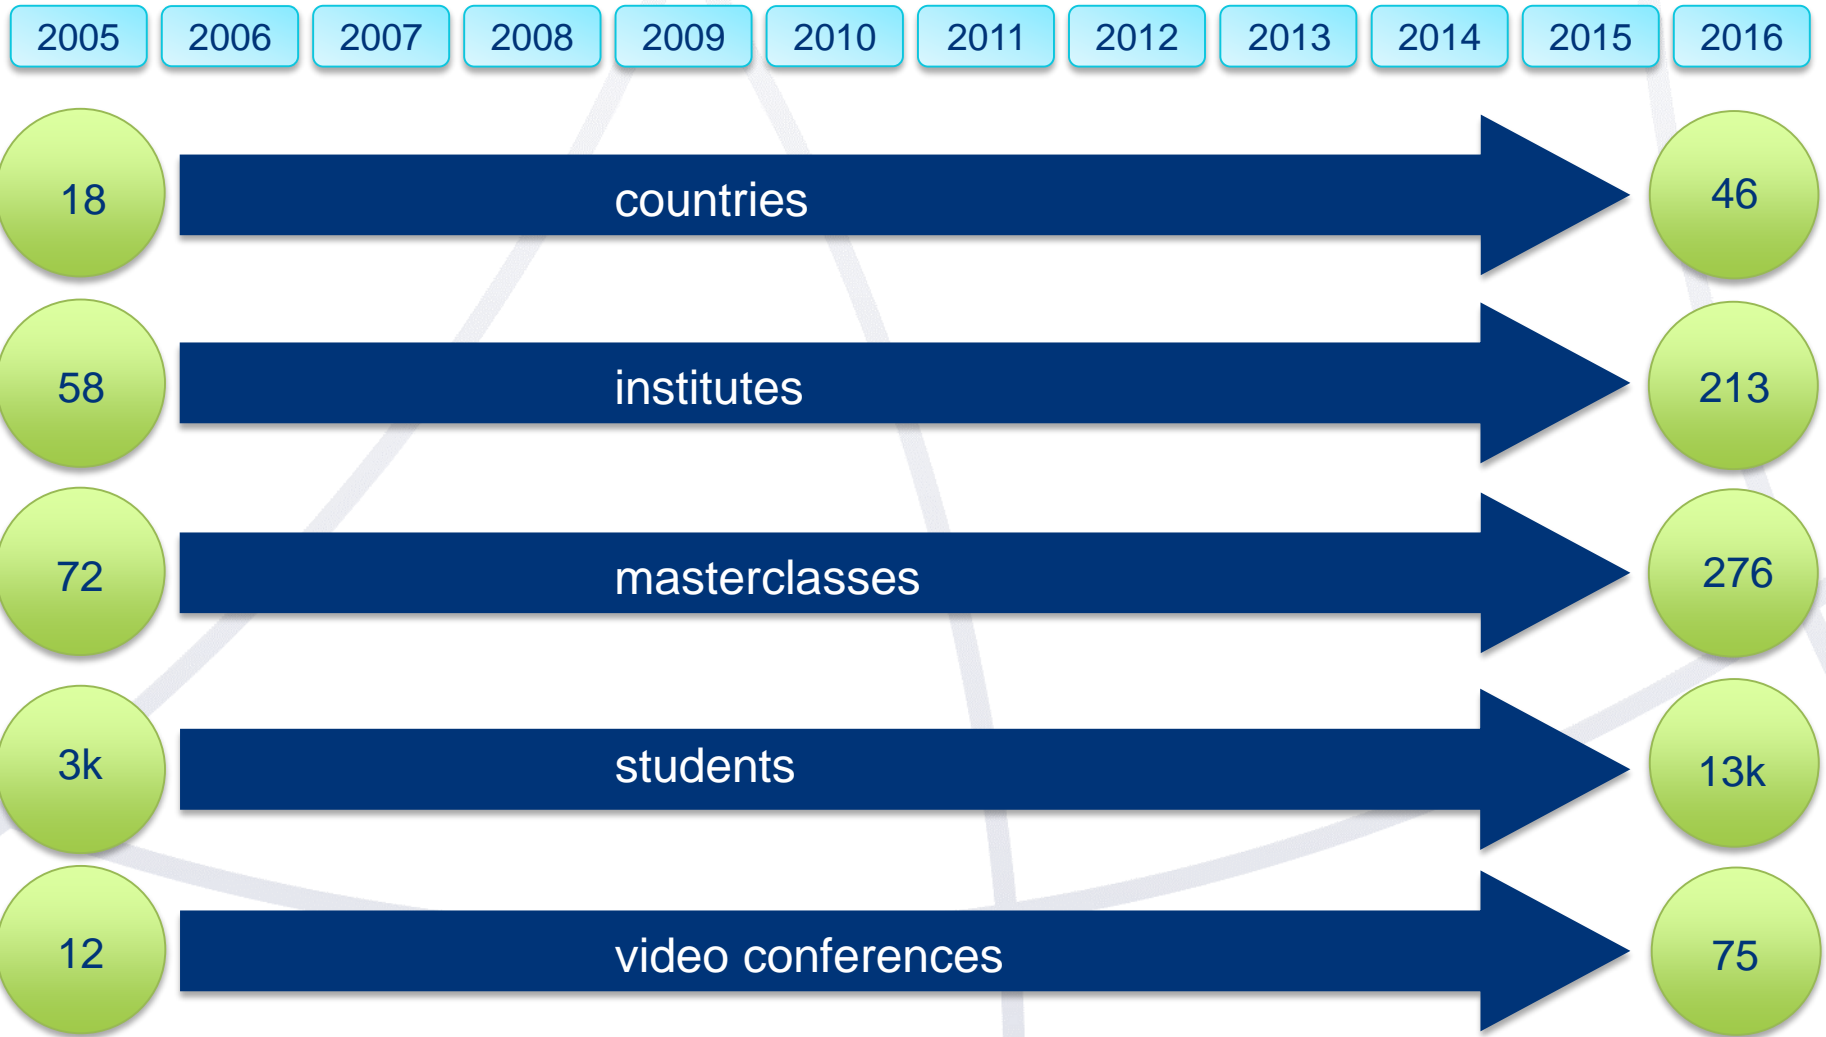 2005 2006 2007 2008 2009 2010 2011 2012 2013 2014 2015 2016
18 countries 46
58 institutes 213
72 masterclasses 276
3k students 13k
12 video conferences 75